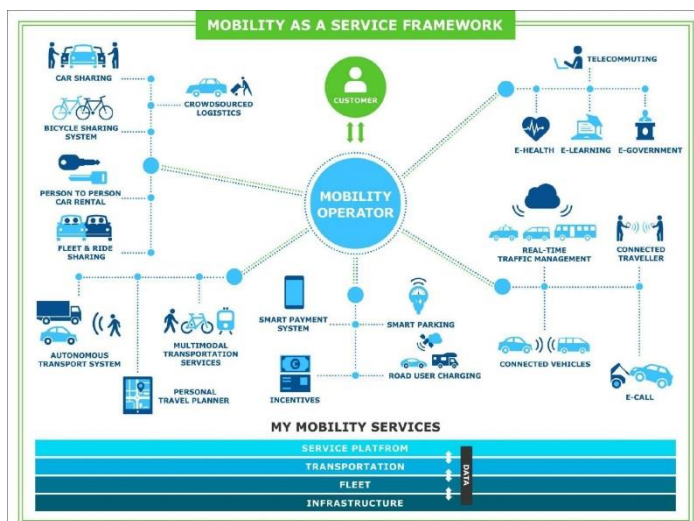 MOBILITY AS A SERVICE FRAMEWORK
CAR SHARING
CROWDSOURCED
LOGISTICS
BICYCLE SHARING
SYSTEM
PERSON TO PERSON
CAR RENTAL
FLEET & RIDE
SHARING
CUSTOMER
MOBILITY
OPERATOR
TELECOMMUTING
E-HEALTH
E-LEARNING
E-GOVERNMENT
REAL-TIME
TRAFFIC MANAGEMENT
CONNECTED
TRAVELLER
CONNECTED VEHICLES
E-CALL
AUTONOMOUS
TRANSPORT SYSTEM
MULTIMODAL
TRANSPORTATION
SERVICES
PERSONAL
TRAVEL PLANNER
SMART PAYMENT
SYSTEM
SMART PARKING
INCENTIVES
ROAD USER CHARGING
MY MOBILITY SERVICES
SERVICE PLATFROM
TRANSPORTATION
FLEET
INFRASTRUCTURE
DATA